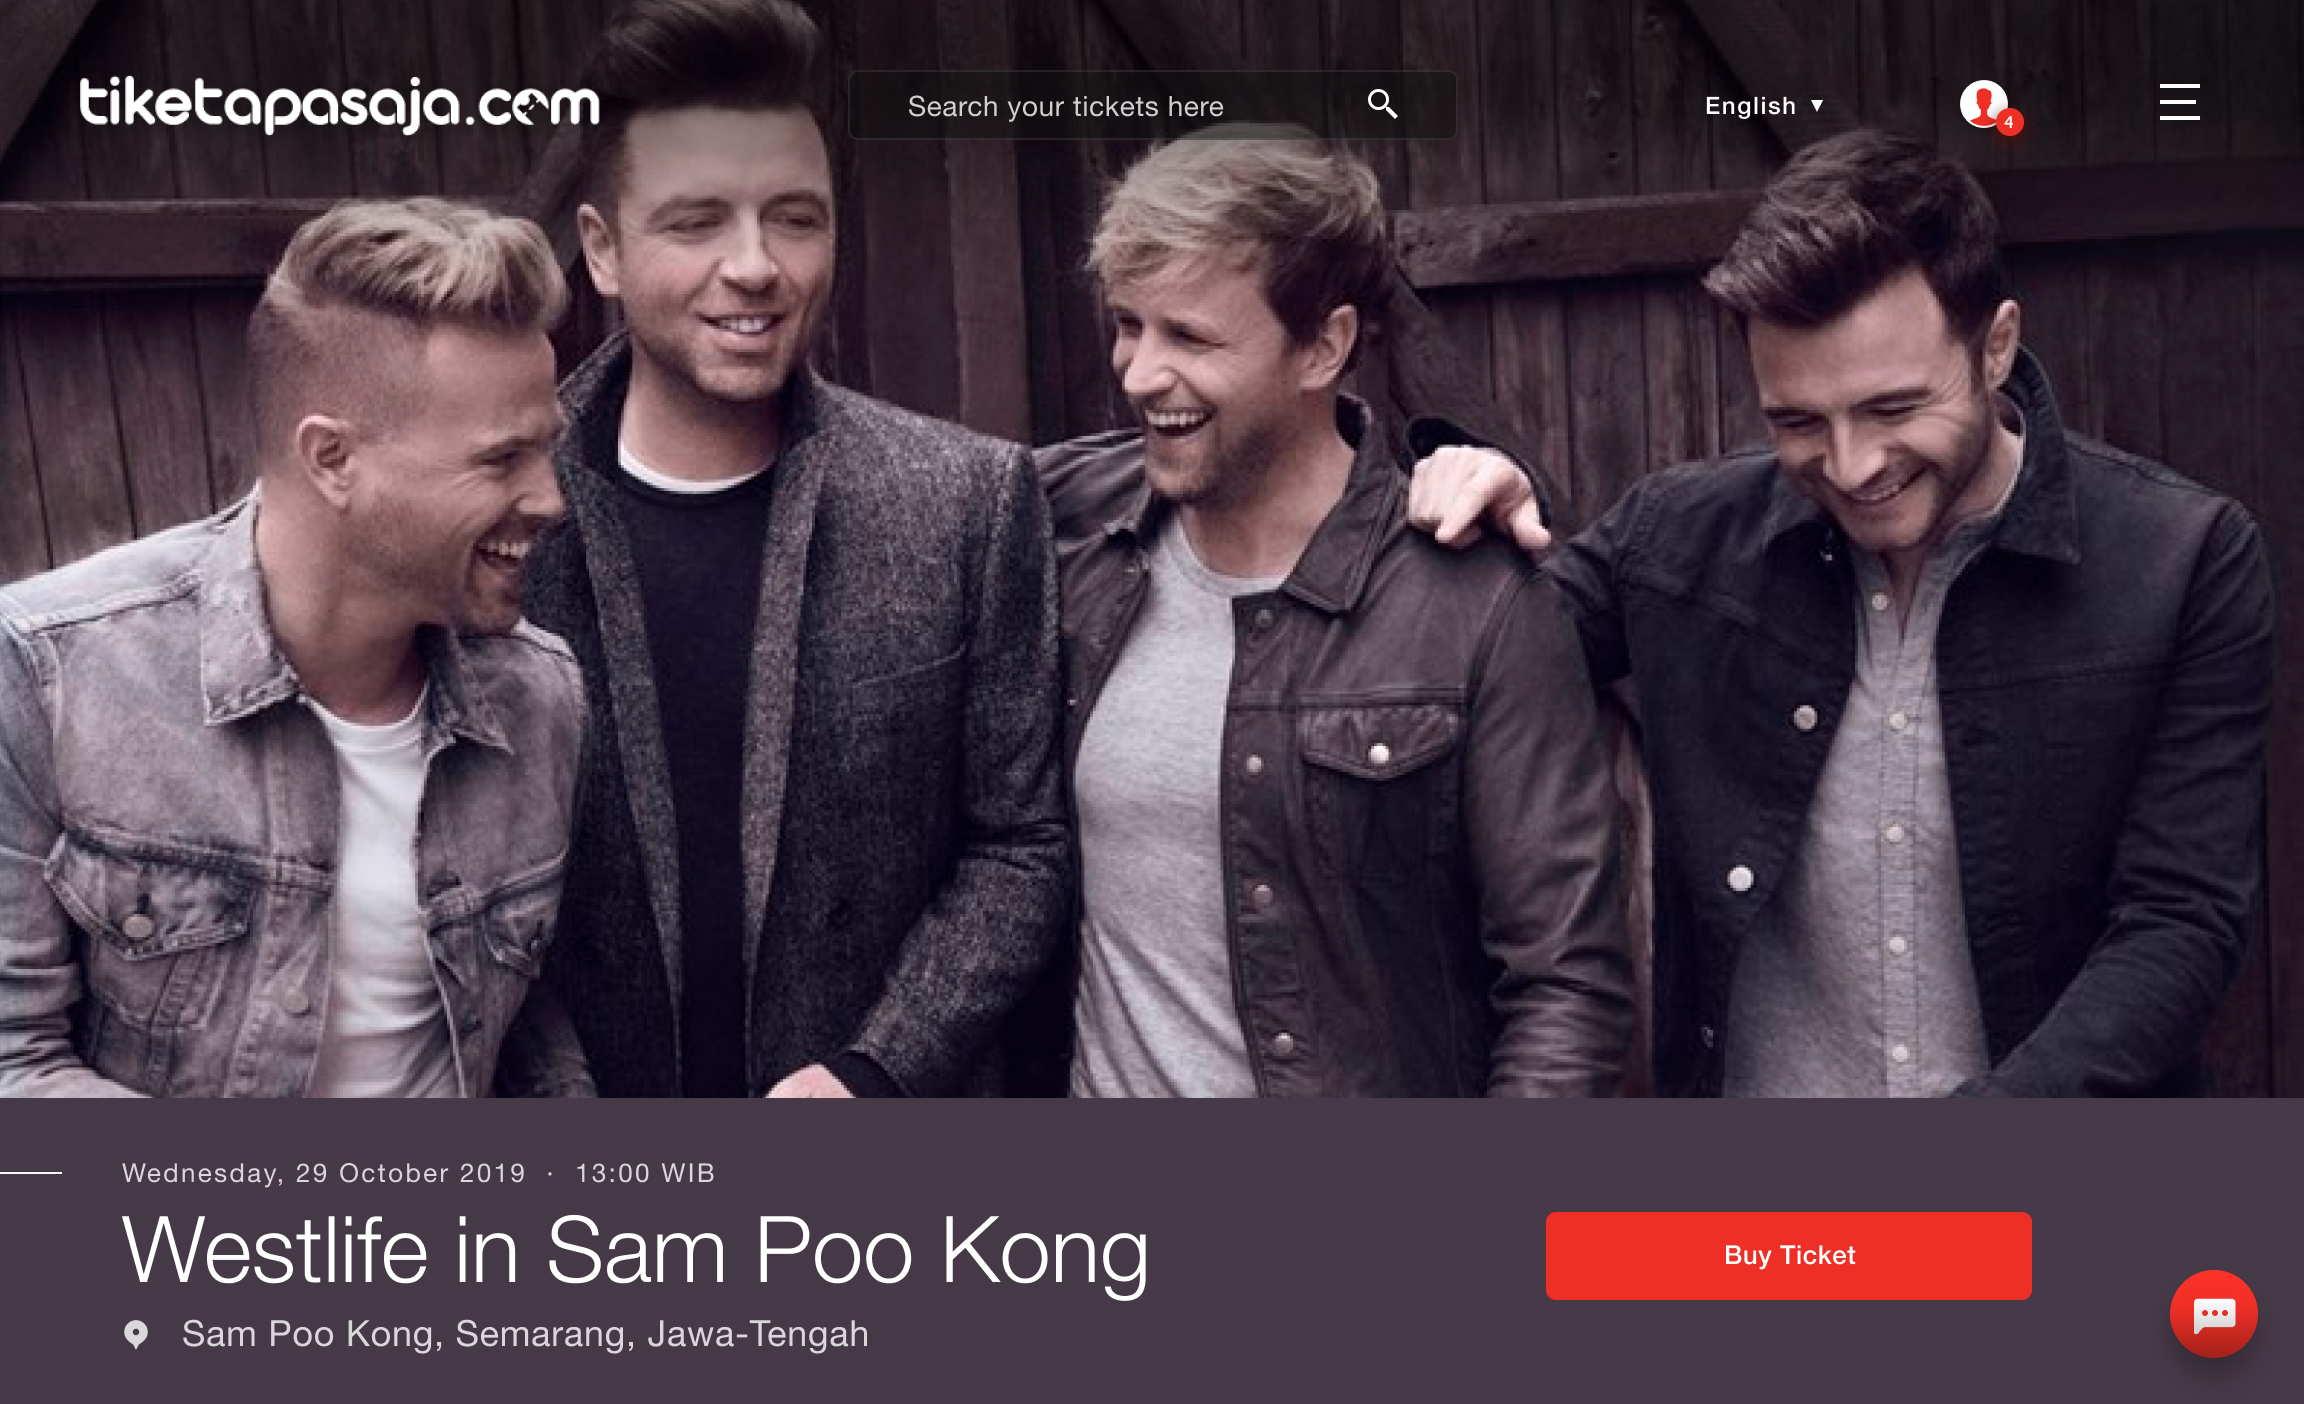 tiketapasaja.com
Search your tickets here
English ▼
4
Wednesday, 29 October 2019 · 13:00 WIB
Westlife in Sam Poo Kong
Buy Ticket
Sam Poo Kong, Semarang, Jawa-Tengah